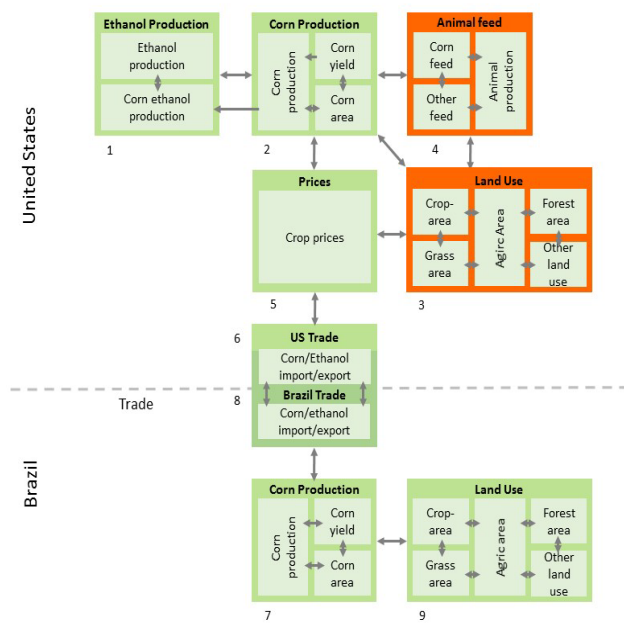 Ethanol Production
Ethanol
production
Corn ethanol
production
1
Corn Production
Corn
production
Corn
yield
Corn
area
2
Animal feed
Corn
feed
Other
feed
Animal
production
4
United States
Prices
Crop prices
5
Land Use
Crop-
area
Grass
area
Agirc Area
Forest
area
Other
land
use
3
6
US Trade
Corn/Ethanol
import/export
Trade
8
Brazil Trade
Corn/ethanol
import/export
Brazil
Corn Production
Corn
production
Corn
yield
Corn
area
7
Land Use
Crop-
area
Grass
area
Agric area
Forest
area
Other
land
use
9